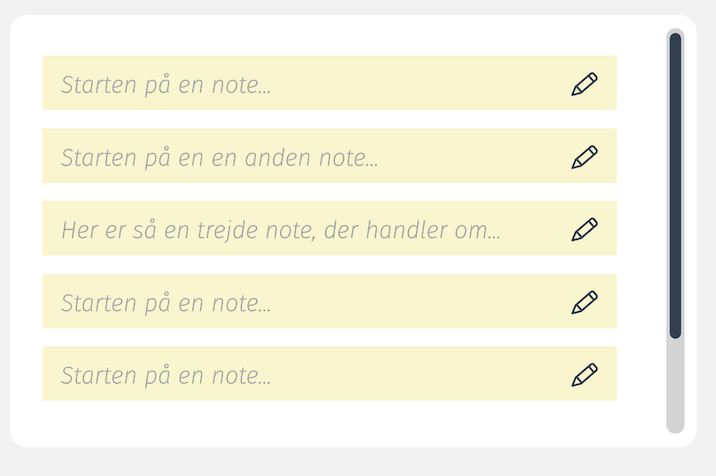 Starten på en note...
Starten på en en anden note...
Her er så en trejde note, der handler om...
Starten på en note...
Starten på en note...